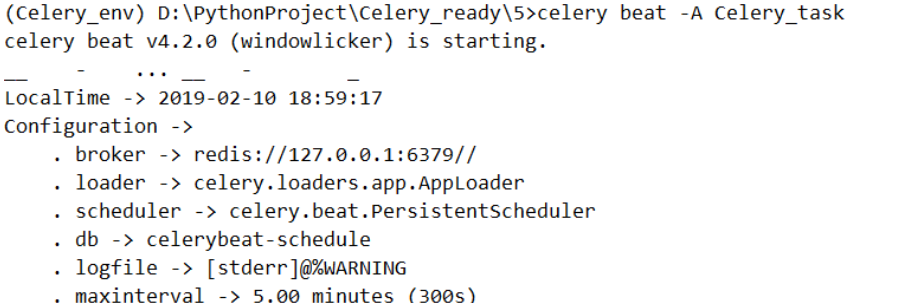 (Celery_env) D:\PythonProject\Celery_ready\5>celery beat -A Celery_task
celery beat v4.2.0 (windowlicker) is starting.
__    -    ... __   -        _
LocalTime -> 2019-02-10 18:59:17
Configuration ->
    . broker -> redis://127.0.0.1:6379//
    . loader -> celery.loaders.app.AppLoader
    . scheduler -> celery.beat.PersistentScheduler
    . db -> celerybeat-schedule
    . logfile -> [stderr]@%WARNING
    . maxinterval -> 5.00 minutes (300s)